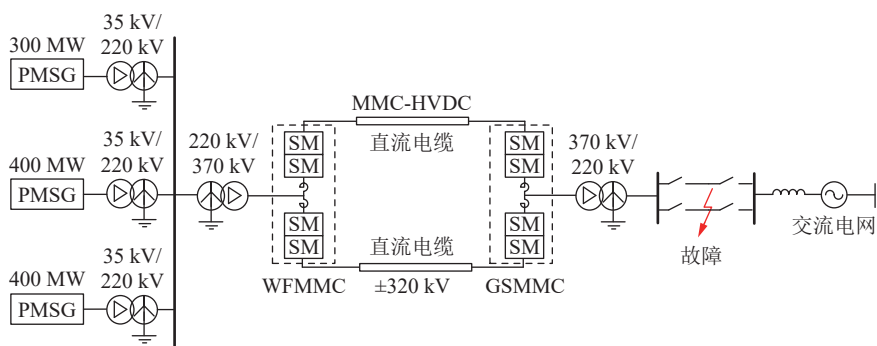 35 kV/
220 kV
300 MW
PMSG
35 kV/
220 kV
400 MW
PMSG
35 kV/
220 kV
400 MW
PMSG
220 kV/
370 kV
MMC-HVDC
直流电缆
SM
SM
SM
SM
WFMMC
直流电缆
±320 kV
SM
SM
SM
SM
GSMMC
370 kV/
220 kV
故障
交流电网